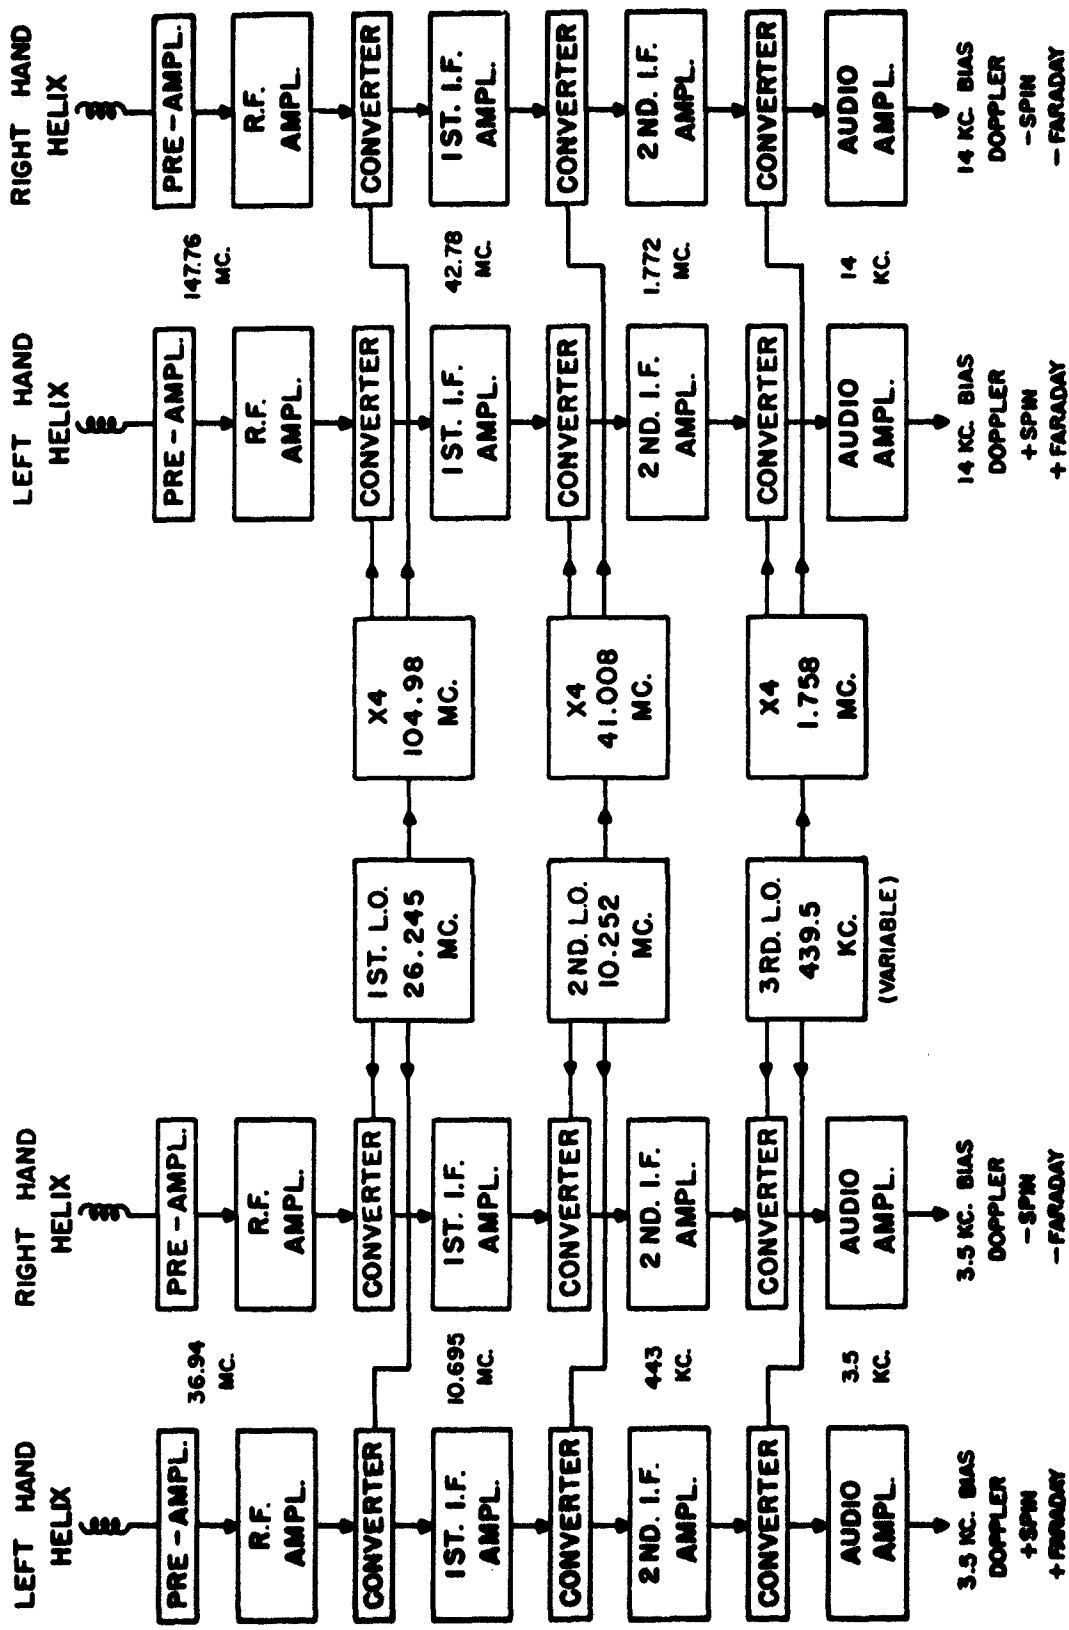 LEFT HAND
HELIX
RIGHT HAND
HELIX
LEFT HAND
HELIX
RIGHT HAND
HELIX
PRE-AMPL.
36.94
MC.
PRE-AMPL.
PRE-AMPL.
147.76
MC.
PRE-AMPL.
R.F.
AMPL.
R.F.
AMPL.
R.F.
AMPL.
R.F.
AMPL.
CONVERTER
CONVERTER
1ST. L.O.
26.245
MC.
X4
104.98
MC.
CONVERTER
CONVERTER
1ST. I.F.
AMPL.
10.695
MC.
1ST. I.F.
AMPL.
1ST. I.F.
AMPL.
42.78
MC.
1ST. I.F.
AMPL.
CONVERTER
CONVERTER
2ND. L.O.
10.252
MC.
X4
41.008
MC.
CONVERTER
CONVERTER
2ND. I.F.
AMPL.
443
KC.
2ND. I.F.
AMPL.
2ND. I.F.
AMPL.
1.772
MC.
2ND. I.F.
AMPL.
CONVERTER
CONVERTER
3RD. L.O.
439.5
KC.
(VARIABLE)
X4
1.758
MC.
CONVERTER
CONVERTER
AUDIO
AMPL.
3.5
KC.
AUDIO
AMPL.
AUDIO
AMPL.
14
KC.
AUDIO
AMPL.
3.5 KC. BIAS
DOPPLER
+SPIN
+FARADAY
3.5 KC. BIAS
DOPPLER
-SPIN
-FARADAY
14 KC. BIAS
DOPPLER
+SPIN
+FARADAY
14 KC. BIAS
DOPPLER
-SPIN
-FARADAY